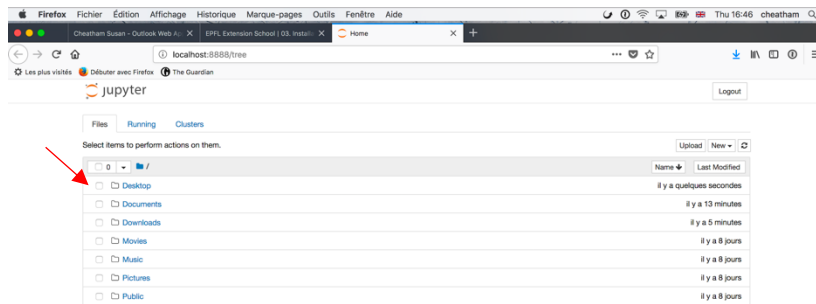 Firefox Fichier Édition Affichage Historique Marque-pages Outils Fenêtre Aide Thu 16:46 cheatham
Cheatham Susan - Outlook Web Ap EPFL Extension School | 03. Installi Home
localhost:8888/tree
Les plus visités Débuter avec Firefox The Guardian
jupyter Logout
Files Running Clusters
Select items to perform actions on them. Upload New
0 / Name Last Modified
Desktop il y a quelques secondes
Documents il y a 13 minutes
Downloads il y a 5 minutes
Movies il y a 8 jours
Music il y a 8 jours
Pictures il y a 8 jours
Public il y a 8 jours